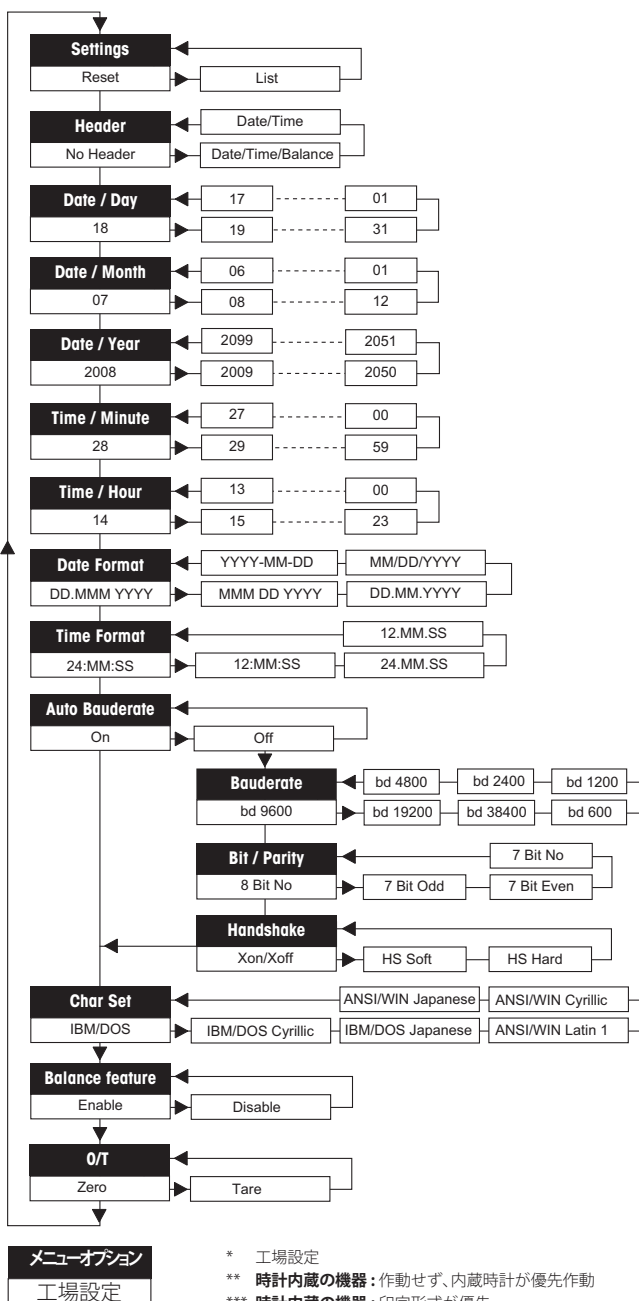 Settings
Reset List
Header Date/Time
No Header Date/Time/Balance
Date / Day 17 01
18 19 31
Date / Month 06 01
07 08 12
Date / Year 2099 2051
2008 2009 2050
Time / Minute 27 00
28 29 59
Time / Hour 13 00
14 15 23
Date Format YYYY-MM-DD MM/DD/YYYY
DD.MMM YYYY MMM DD YYYY DD.MM.YYYY
Time Format 12.MM.SS
24:MM:SS 12:MM:SS 24.MM.SS
Auto Bauderate
On Off
Bauderate bd 4800 bd 2400 bd 1200
bd 9600 bd 19200 bd 38400 bd 600
Bit / Parity 7 Bit No
8 Bit No 7 Bit Odd 7 Bit Even
Handshake
Xon/Xoff HS Soft HS Hard
Char Set ANSI/WIN Japanese ANSI/WIN Cyrillic
IBM/DOS IBM/DOS Cyrillic IBM/DOS Japanese ANSI/WIN Latin 1
Balance feature
Enable Disable
0/T
Zero Tare
メニューオプション * 工場設定
工場設定 ** 時計内蔵の機器：作動せず、内蔵時計が優先作動